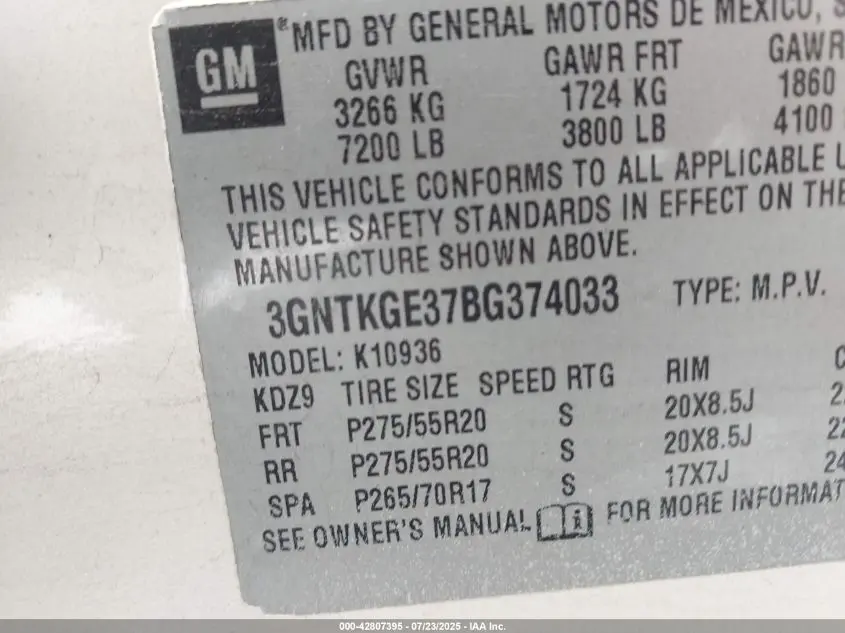 GM
®MFD BY GENERAL MOTORS DE MEXICO, S
GVWR GAWR FRT GAWR
3266 KG 1724 KG 1860
7200 LB 3800 LB 4100
THIS VEHICLE CONFORMS TO ALL APPLICABLE U
VEHICLE SAFETY STANDARDS IN EFFECT ON THE
MANUFACTURE SHOWN ABOVE.
3GNTKGE37BG374033 TYPE: M.P.V.
MODEL: K10936
KDZ9 TIRE SIZE SPEED RTG RIM C
FRT P275/55R20 S 20X8.5J 2
RR P275/55R20 S 20X8.5J 22
SPA P265/70R17 S 17X7J 24
SEE OWNER'S MANUAL i FOR MORE INFORMAT
000-42807395 - 07/23/2025 - IAA Inc.